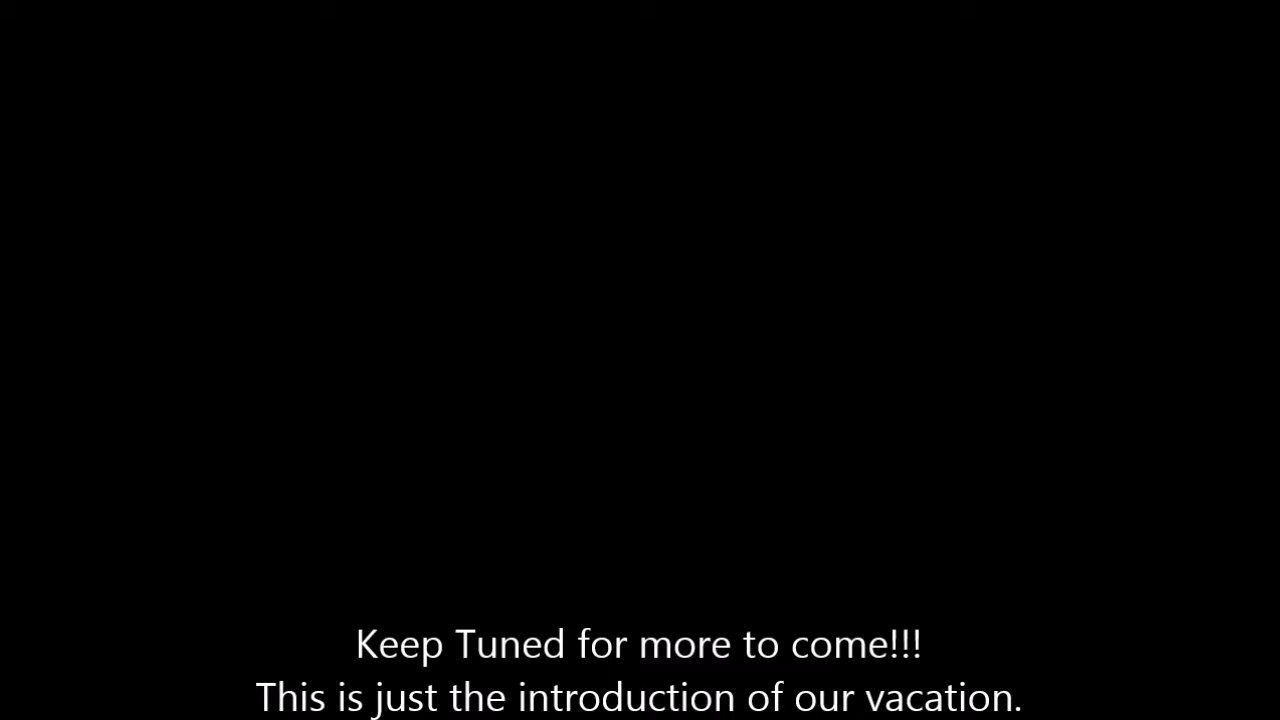 Keep Tuned for more to come!!!
This is just the introduction of our vacation.